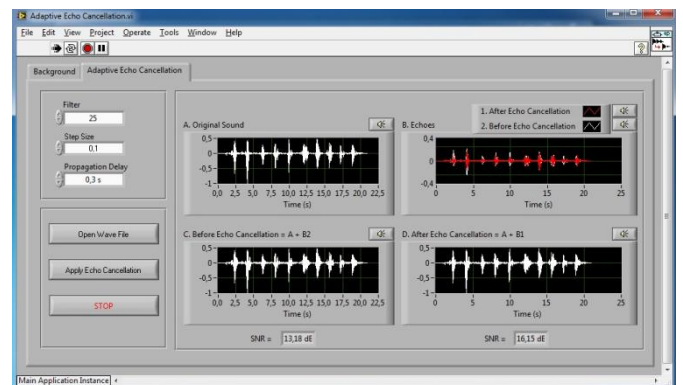 Adaptive Echo Cancellation.vi
File Edit View Project Operate Tools Window Help
Background Adaptive Echo Cancellation
Filter
25
Step Size
0,1
Propagation Delay
0,3 s
Open Wave File
Apply Echo Cancellation
STOP
A. Original Sound
0,5
0
-0,5
-1
0,0 2,5 5,0 7,5 10,0 12,5 15,0 17,5 20,0 22,5
Time (s)
B. Echoes
1. After Echo Cancellation
2. Before Echo Cancellation
0,4
0
-0,4
0 5 10 15 20 25
Time (s)
C. Before Echo Cancellation = A + B2
0,5
0
-0,5
-1
0,0 2,5 5,0 7,5 10,0 12,5 15,0 17,5 20,0 22,5
Time (s)
SNR = 13,18 dE
D. After Echo Cancellation = A + B1
0,5
0
-0,5
-1
0 5 10 15 20 25
Time (s)
SNR = 16,15 dE
Main Application Instance